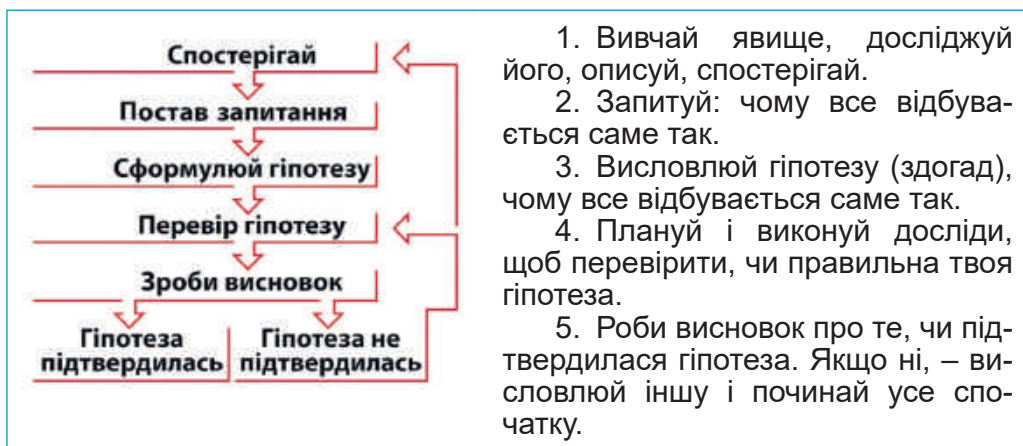 Спостерігай
Постав запитання
Сформулюй гіпотезу
Перевір гіпотезу
Зроби висновок
Гіпотеза
підтвердилась
Гіпотеза не
підтвердилась
1. Вивчай явище, досліджуй
його, описуй, спостерігай.
2. Запитуй: чому все відбува-
ється саме так.
3. Висловлюй гіпотезу (здогад),
чому все відбувається саме так.
4. Плануй і виконуй досліди,
щоб перевірити, чи правильна твоя
гіпотеза.
5. Роби висновок про те, чи під-
твердилася гіпотеза. Якщо ні, – ви-
словлюй іншу і починай усе спо-
чатку.